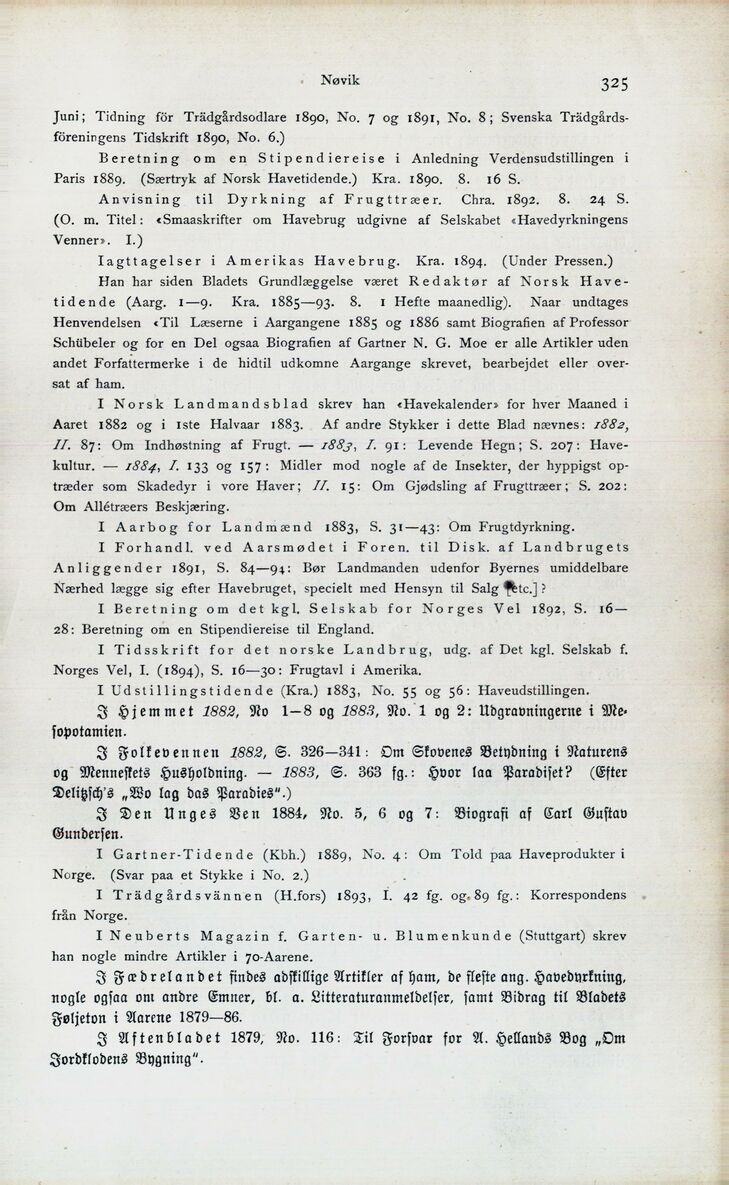 Nøvik 325
Juni; Tidning för Trädgårdsodlare 1890, No. 7 og 1891, No. 8; Svenska Trädgårds-
föreningens Tidskrift 1890, No. 6.)
Beretning om en Stipendiereise i Anledning Verdensudstillingen i
Paris 1889. (Særtryk af Norsk Havetidende.) Kra. 1890. 8. 16 S.
Anvisning til Dyrkning af Frugttræer. Chra. 1892. 8. 24 S.
(O. m. Titel: «Smaaskrifter om Havebrug udgivne af Selskabet «Havedyrkningens
Venner». I.)
Iagttagelser i Amerikas Havebrug. Kra. 1894. (Under Pressen.)
Han har siden Bladets Grundlæggelse været Redaktør af Norsk Have-
tidende (Aarg. 1—9. Kra. 1885—93. 8. 1 Hefte maanedlig). Naar undtages
Henvendelsen «Til Læserne i Aargangene 1885 og 1886 samt Biografien af Professor
Schübeler og for en Del ogsaa Biografien af Gartner N. G. Moe er alle Artikler uden
andet Forfattermerke i de hidtil udkomne Aargange skrevet, bearbejdet eller over-
sat af ham.
I Norsk Landmandsblad skrev han «Havekalender» for hver Maaned i
Aaret 1882 og i 1ste Halvaar 1883. Af andre Stykker i dette Blad nævnes: 1882,
II. 87: Om Indhøstning af Frugt. — 1883, I. 91: Levende Hegn; S. 207: Have-
kultur. — 1884, I. 133 og 157: Midler mod nogle af de Insekter, der hyppigst op-
træder som Skadedyr i vore Haver; II. 15: Om Gjødsling af Frugttræer; S. 202:
Om Allétræers Beskjæring.
I Aarbog for Landmænd 1883, S. 31—43: Om Frugtdyrkning.
I Forhandl. ved Aarsmødet i Foren. til Disk. af Landbrugets
Anliggender 1891, S. 84—94: Bør Landmanden udenfor Byernes umiddelbare
Nærhed lægge sig efter Havebruget, specielt med Hensyn til Salg [etc.]?
I Beretning om det kgl. Selskab for Norges Vel 1892, S. 16—
28: Beretning om en Stipendiereise til England.
I Tidsskrift for det norske Landbrug, udg. af Det kgl. Selskab f.
Norges Vel, I. (1894), S. 16—30: Frugtavl i Amerika.
I Udstillingstidende (Kra.) 1883, No. 55 og 56: Haveudstillingen.
I Hjemmet 1882, No 1—8 og 1883, No. 1 og 2: Udgravningerne i Me-
sopotamien.
I Folkevennen 1882, S. 326—341: Om Skovenes Betydning i Naturens
og Menneskets Husholdning. — 1883, S. 363 fg.: Hvor laa Paradiset? (Efter
Delitzsch's „Wo lag das Paradies".)
I Den Unges Ven 1884, No. 5, 6 og 7: Biografi af Carl Gustav
Gundersen.
I Gartner-Tidende (Kbh.) 1889, No. 4: Om Told paa Haveprodukter i
Norge. (Svar paa et Stykke i No. 2.)
I Trädgårdsvännen (H.fors) 1893, I. 42 fg. og 89 fg.: Korrespondens
från Norge.
I Neuberts Magazin f. Garten- u. Blumenkunde (Stuttgart) skrev
han nogle mindre Artikler i 70-Aarene.
I Fædrelandet findes adskillige Artikler af ham, de fleste ang. Havedyrkning,
nogle ogsaa om andre Emner, bl. a. Litteraturanmeldelser, samt Bidrag til Bladets
Føljeton i Aarene 1879—86.
I Aftenbladet 1879, No. 116: Til Forsvar for A. Hellands Bog „Om
Jordklodens Bygning".